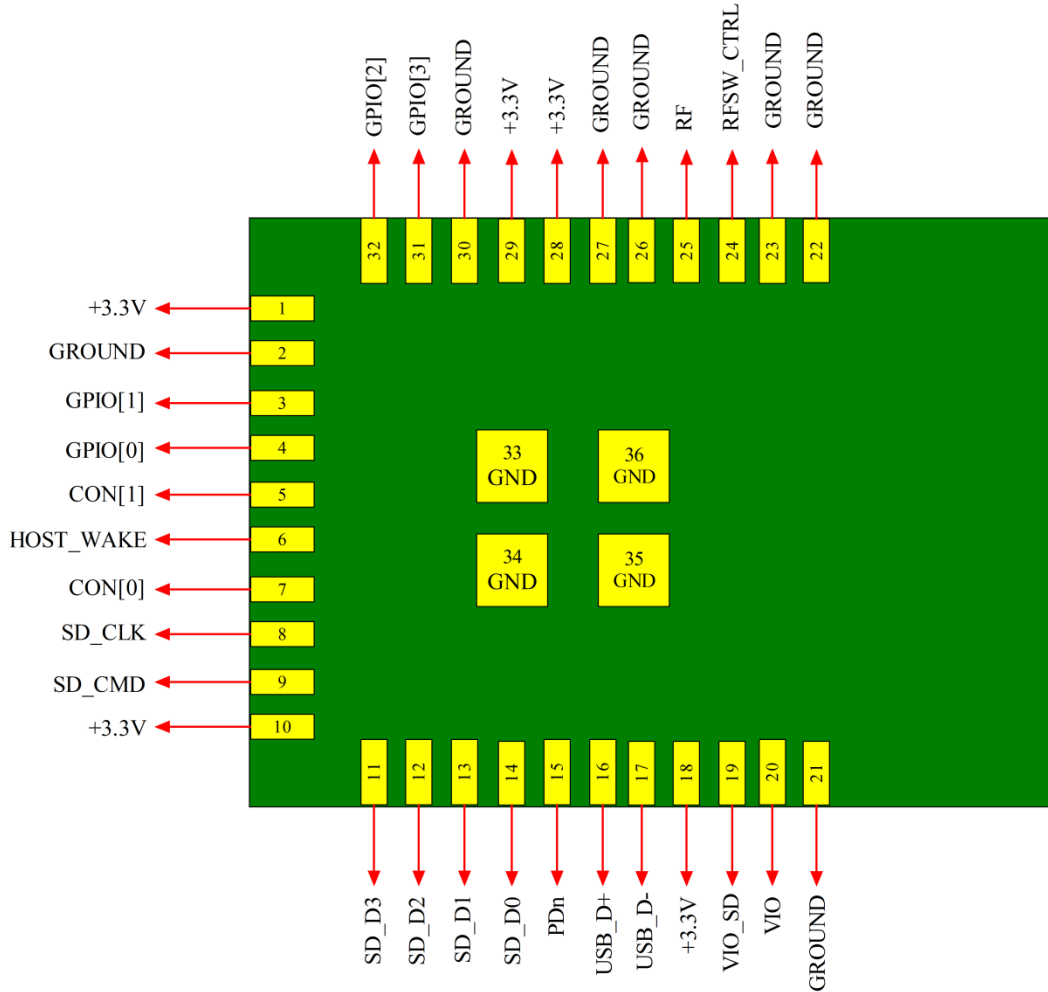 GPIO[2]
GPIO[3]
GROUND
+3.3V
+3.3V
GROUND
GROUND
RF
RFSW_CTRL
GROUND
GROUND
32
31
30
29
28
27
26
25
24
23
22
+3.3V
1
GROUND
2
GPIO[1]
3
GPIO[0]
4
CON[1]
5
HOST_WAKE
6
CON[0]
7
SD_CLK
8
SD_CMD
9
+3.3V
10
33
GND
36
GND
34
GND
35
GND
11
12
13
14
15
16
17
18
19
20
21
SD_D3
SD_D2
SD_D1
SD_D0
PDn
USB_D+
USB_D-
+3.3V
VIO_SD
VIO
GROUND